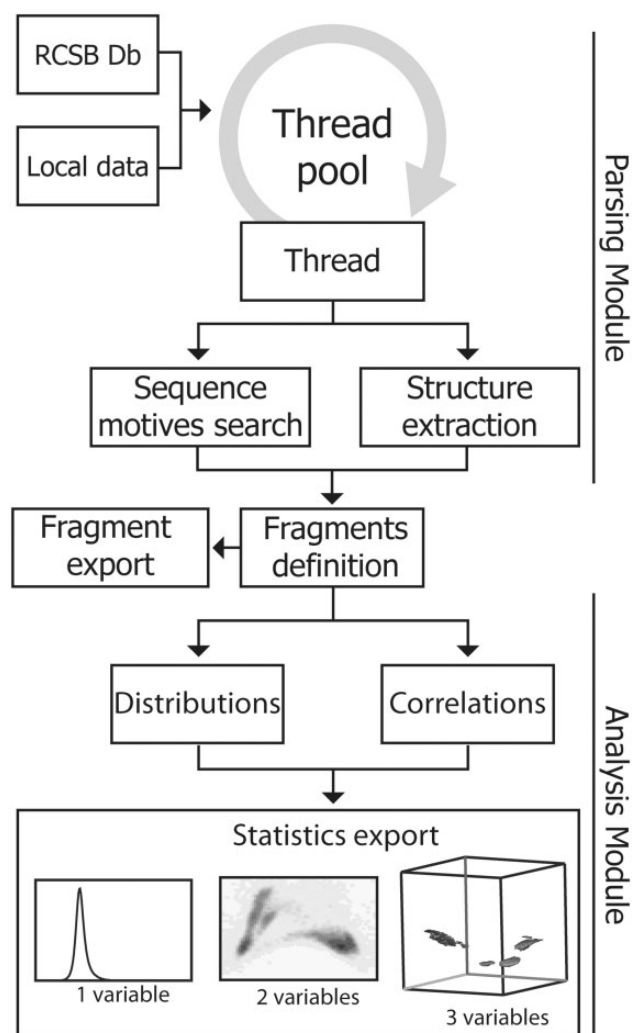 RCSB Db
Local data
Thread
pool
Thread
Sequence
motives search
Structure
extraction
Parsing Module
Fragment
export
Fragments
definition
Distributions
Correlations
Analysis Module
Statistics export
1 variable
2 variables
3 variables